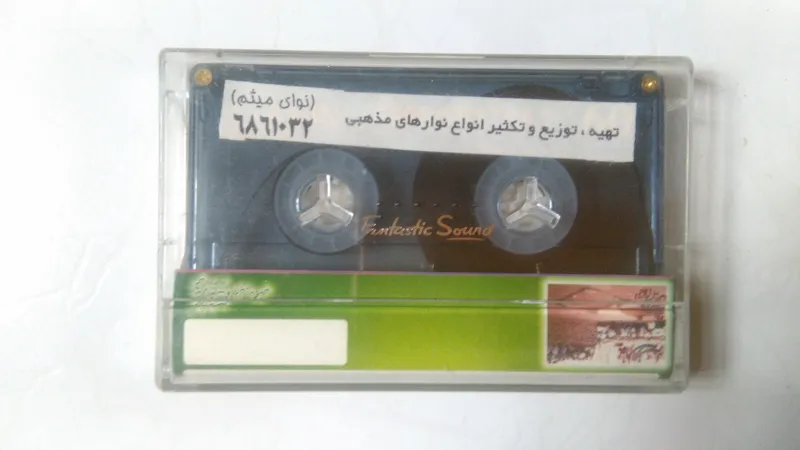 (نوای میثم)
تهیه ، توزیع و تکثیر انواع نوارهای مذهبی
۶۸۶۱۰۳۲
Fantastic Sound